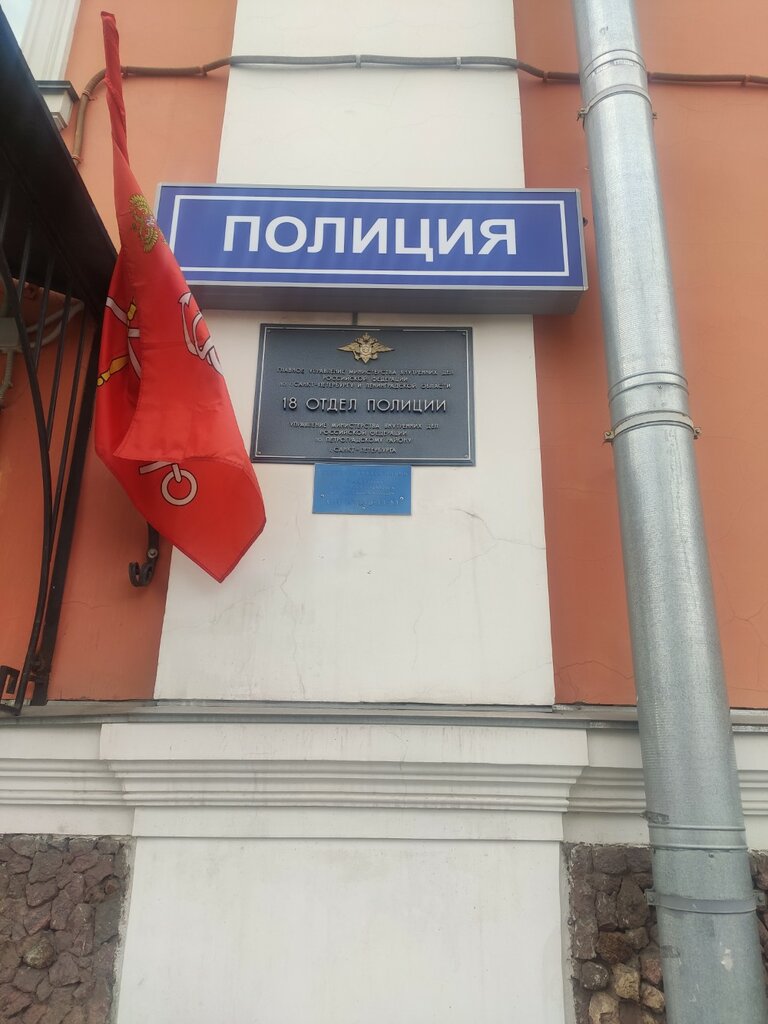 ПОЛИЦИЯ
ГЛАВНОЕ УПРАВЛЕНИЕ МИНИСТЕРСТВА ВНУТРЕННИХ ДЕЛ
РОССИЙСКОЙ ФЕДЕРАЦИИ
ПО г. САНКТ-ПЕТЕРБУРГУ И ЛЕНИНГРАДСКОЙ ОБЛАСТИ
18 ОТДЕЛ ПОЛИЦИИ
УПРАВЛЕНИЕ МИНИСТЕРСТВА ВНУТРЕННИХ ДЕЛ
РОССИЙСКОЙ ФЕДЕРАЦИИ
ПО ПЕТРОГРАДСКОМУ РАЙОНУ
г. САНКТ-ПЕТЕРБУРГА